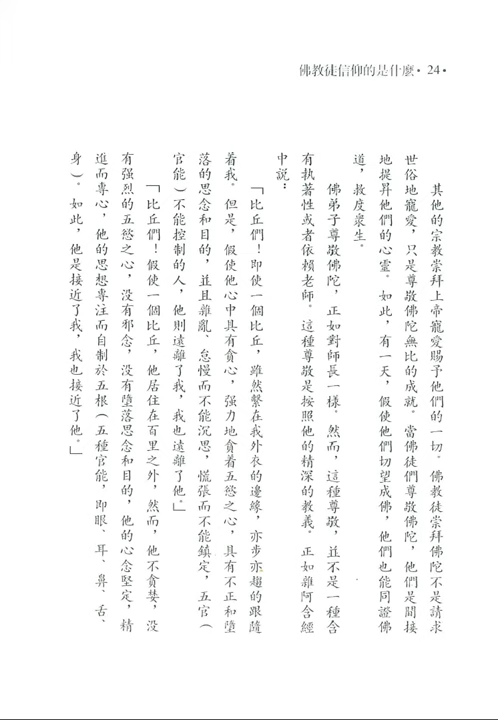 佛教徒信仰的是什麼・24・
其他的宗教崇拜上帝寵愛賜予他們的一切。佛教徒崇拜佛陀不是請求
世俗地寵愛，只是尊敬佛陀無比的成就。當佛徒們尊敬佛陀，他們是間接
地提昇他們的心靈。如此，有一天，假使他們切望成佛，他們也能同證佛
道，救度衆生。
佛弟子尊敬佛陀，正如對師長一樣。然而，這種尊敬，並不是一種含
有執著性或者依賴老師。這種尊敬是按照他的精深的教義。正如雜阿含經
中說：
「比丘們！即使一個比丘，雖然繫在我外衣的邊緣，亦步亦趨的跟隨
着我。但是，假使他心中具有貪心，强力地貪着五慾之心，具有不正和墮
落的思念和目的，並且雜亂、怠慢而不能沉思，慌張而不能鎮定，五官（
官能）不能控制的人，他則遠離了我，我也遠離了他。」
「比丘們！假使一個比丘，他居住在百里之外，然而，他不貪婪，没
有强烈的五慾之心，没有邪念，没有墮落思念和目的，他的心念堅定，精
進而專心，他的思想專注而自制於五根（五種官能，即眼、耳、鼻、舌、
身）。如此，他是接近了我，我也接近了他。」